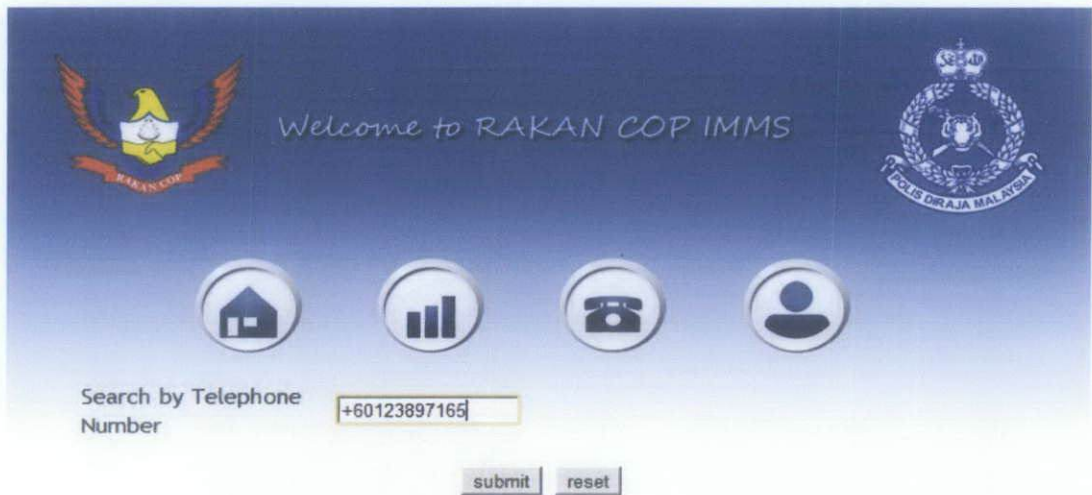 Welcome to RAKAN COP IMMS
RAKAN COP
POLIS DIRAJA MALAYSIA
Search by Telephone
Number
+60123897165
submit reset